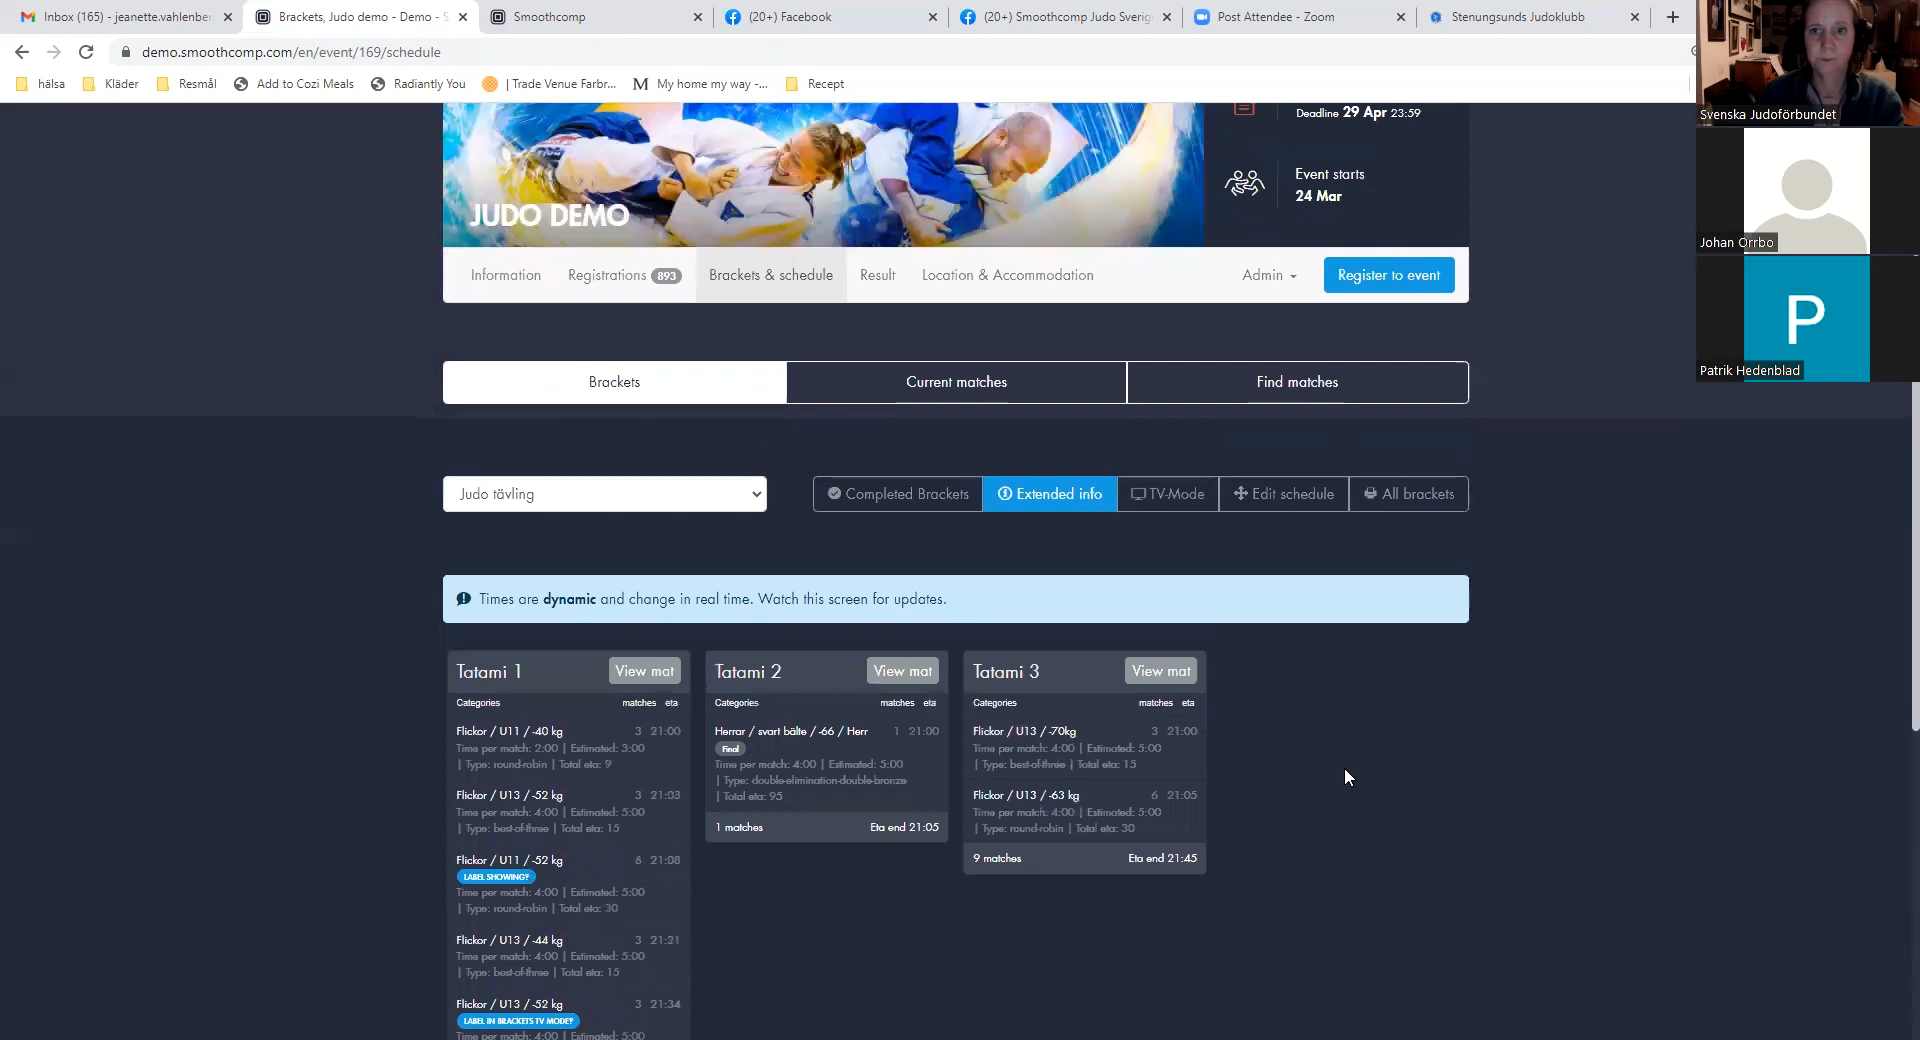 Inbox (165) - jeanette.vahlenber
Brackets, Judo demo - Demo - S
Smoothcomp
(20+) Facebook
(20+) Smoothcomp Judo Sverig
Post Attendee - Zoom
Stenungsunds Judoklubb
demo.smoothcomp.com/en/event/169/schedule
hälsa
Kläder
Resmål
Add to Cozi Meals
Radiantly You
| Trade Venue Farbr...
My home my way -...
Recept
Svenska Judoförbundet
Johan Orrbo
P
Patrik Hedenblad
Deadline 29 Apr 23:59
Event starts
24 Mar
JUDO DEMO
Information
Registrations 893
Brackets & schedule
Result
Location & Accommodation
Admin
Register to event
Brackets
Current matches
Find matches
Judo tävling
Completed Brackets
Extended info
TV-Mode
Edit schedule
All brackets
Times are dynamic and change in real time. Watch this screen for updates.
Tatami 1 View mat
Categories matches eta
Flickor / U11 / -40 kg 3 21:00
Time per match: 2:00 | Estimated: 5:00
| Type: round-robin | Total eta: 9
Flickor / U13 / -52 kg 3 21:03
Time per match: 4:00 | Estimated: 5:00
| Type: best-of-three | Total eta: 15
Flickor / U11 / -52 kg 6 21:08
LABEL SHOWING?
Time per match: 4:00 | Estimated: 5:00
| Type: round-robin | Total eta: 30
Flickor / U13 / -44 kg 3 21:21
Time per match: 4:00 | Estimated: 5:00
| Type: best-of-three | Total eta: 15
Flickor / U13 / -52 kg 3 21:34
LABEL IN BRACKETS TV MODE?
Time per match: 4:00 | Estimated: 5:00
Tatami 2 View mat
Categories matches eta
Herrar / svart bälte / -66 / Herr 1 21:00
Final
Time per match: 4:00 | Estimated: 5:00
| Type: double-elimination-double-bronze
| Total eta: 95
1 matches Eta end 21:05
Tatami 3 View mat
Categories matches eta
Flickor / U13 / -70kg 3 21:00
Time per match: 4:00 | Estimated: 5:00
| Type: best-of-three | Total eta: 15
Flickor / U13 / -63 kg 6 21:05
Time per match: 4:00 | Estimated: 5:00
| Type: round-robin | Total eta: 30
9 matches Eta end 21:45